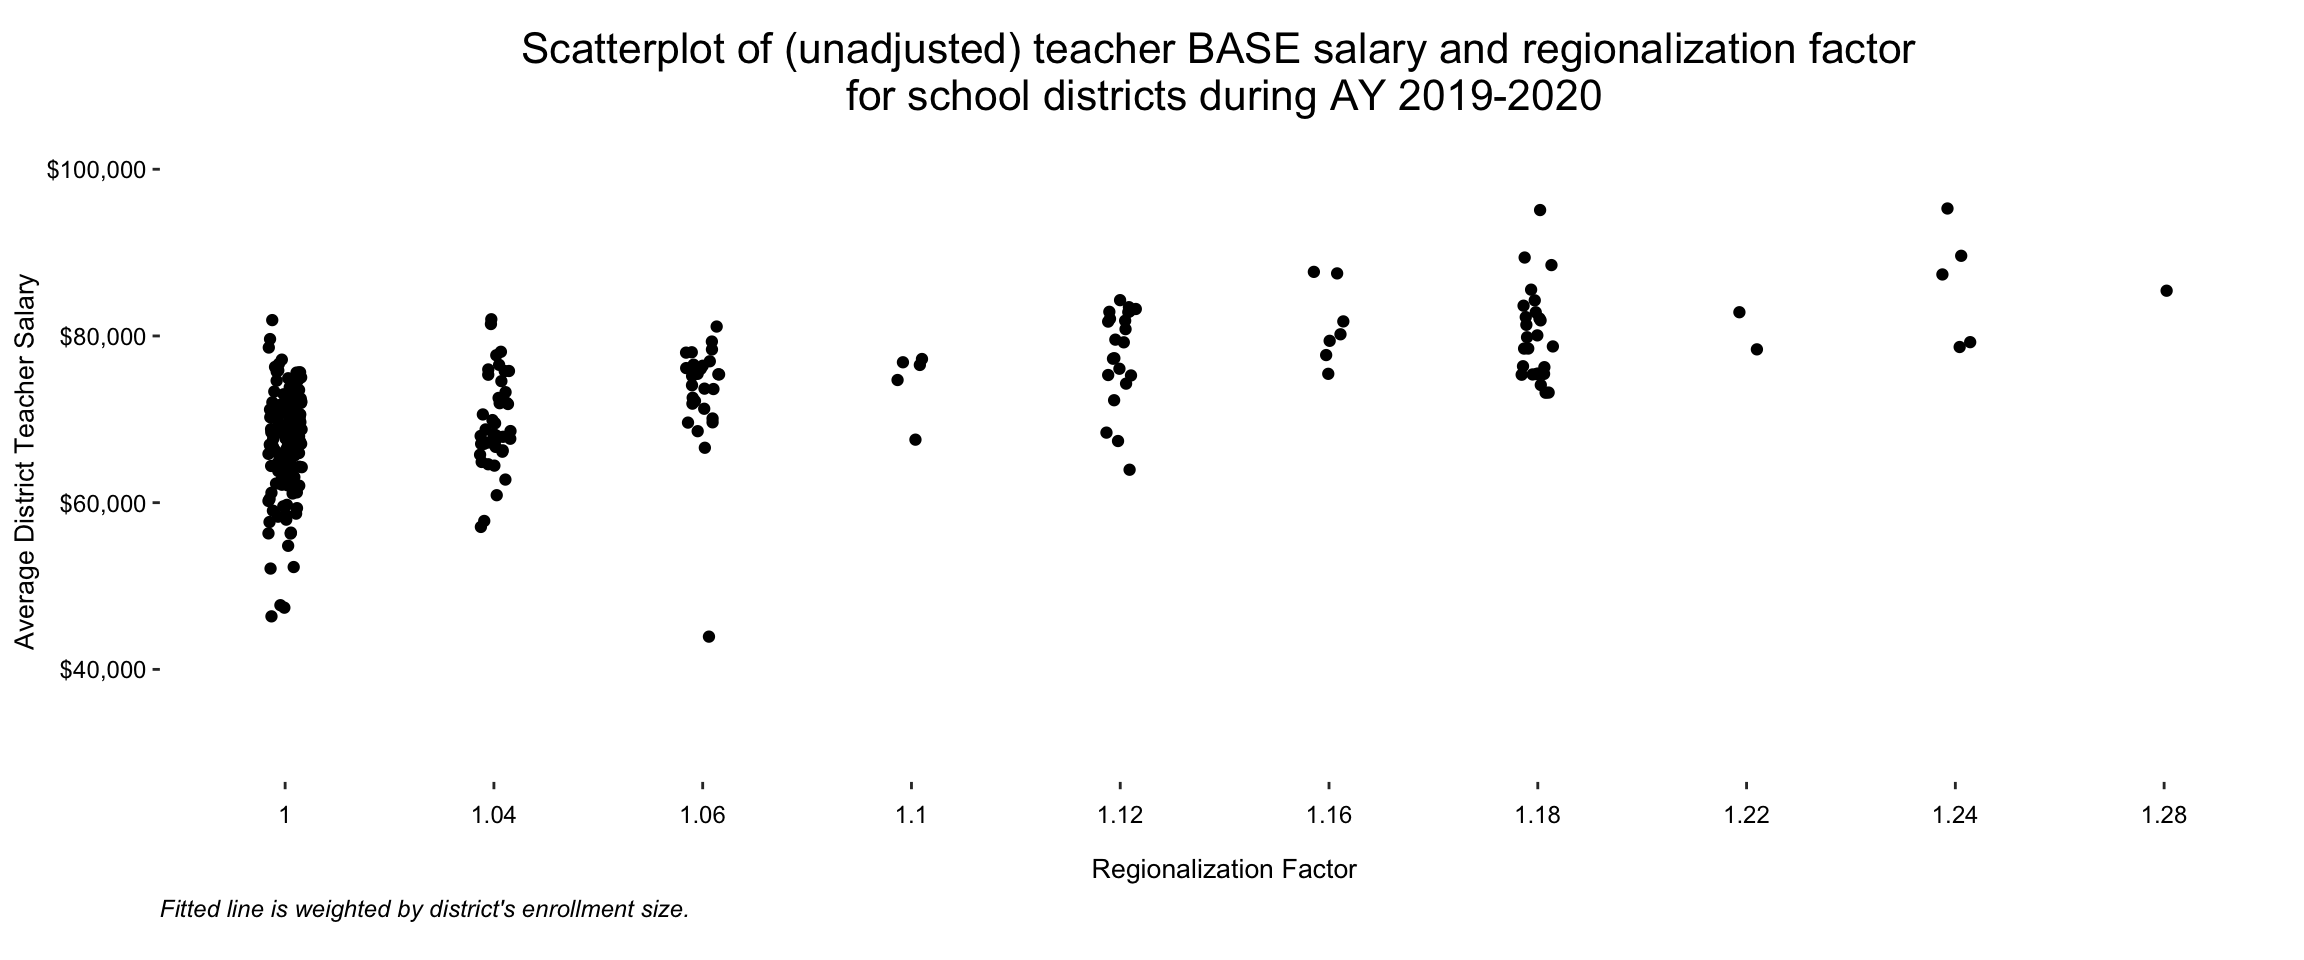 Scatterplot of (unadjusted) teacher BASE salary and regionalization factor
for school districts during AY 2019-2020
Average District Teacher Salary
$100,000
$80,000
$60,000
$40,000
1 1.04 1.06 1.1 1.12 1.16 1.18 1.22 1.24 1.28
Regionalization Factor
Fitted line is weighted by district's enrollment size.